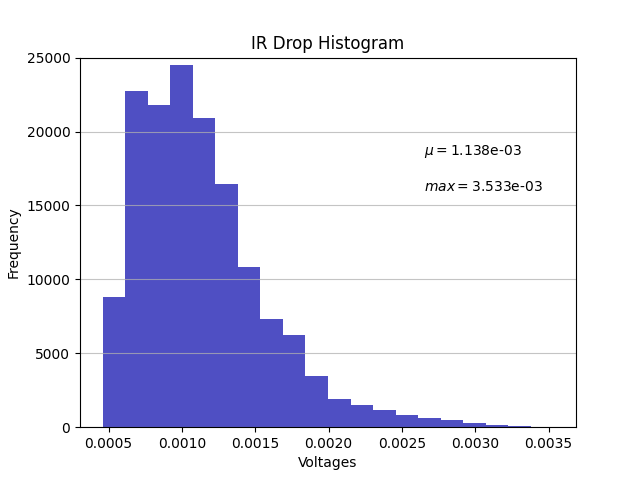 IR Drop Histogram
25000
20000
15000
10000
5000
0
Frequency
μ = 1.138e-03
max = 3.533e-03
0.0005 0.0010 0.0015 0.0020 0.0025 0.0030 0.0035
Voltages